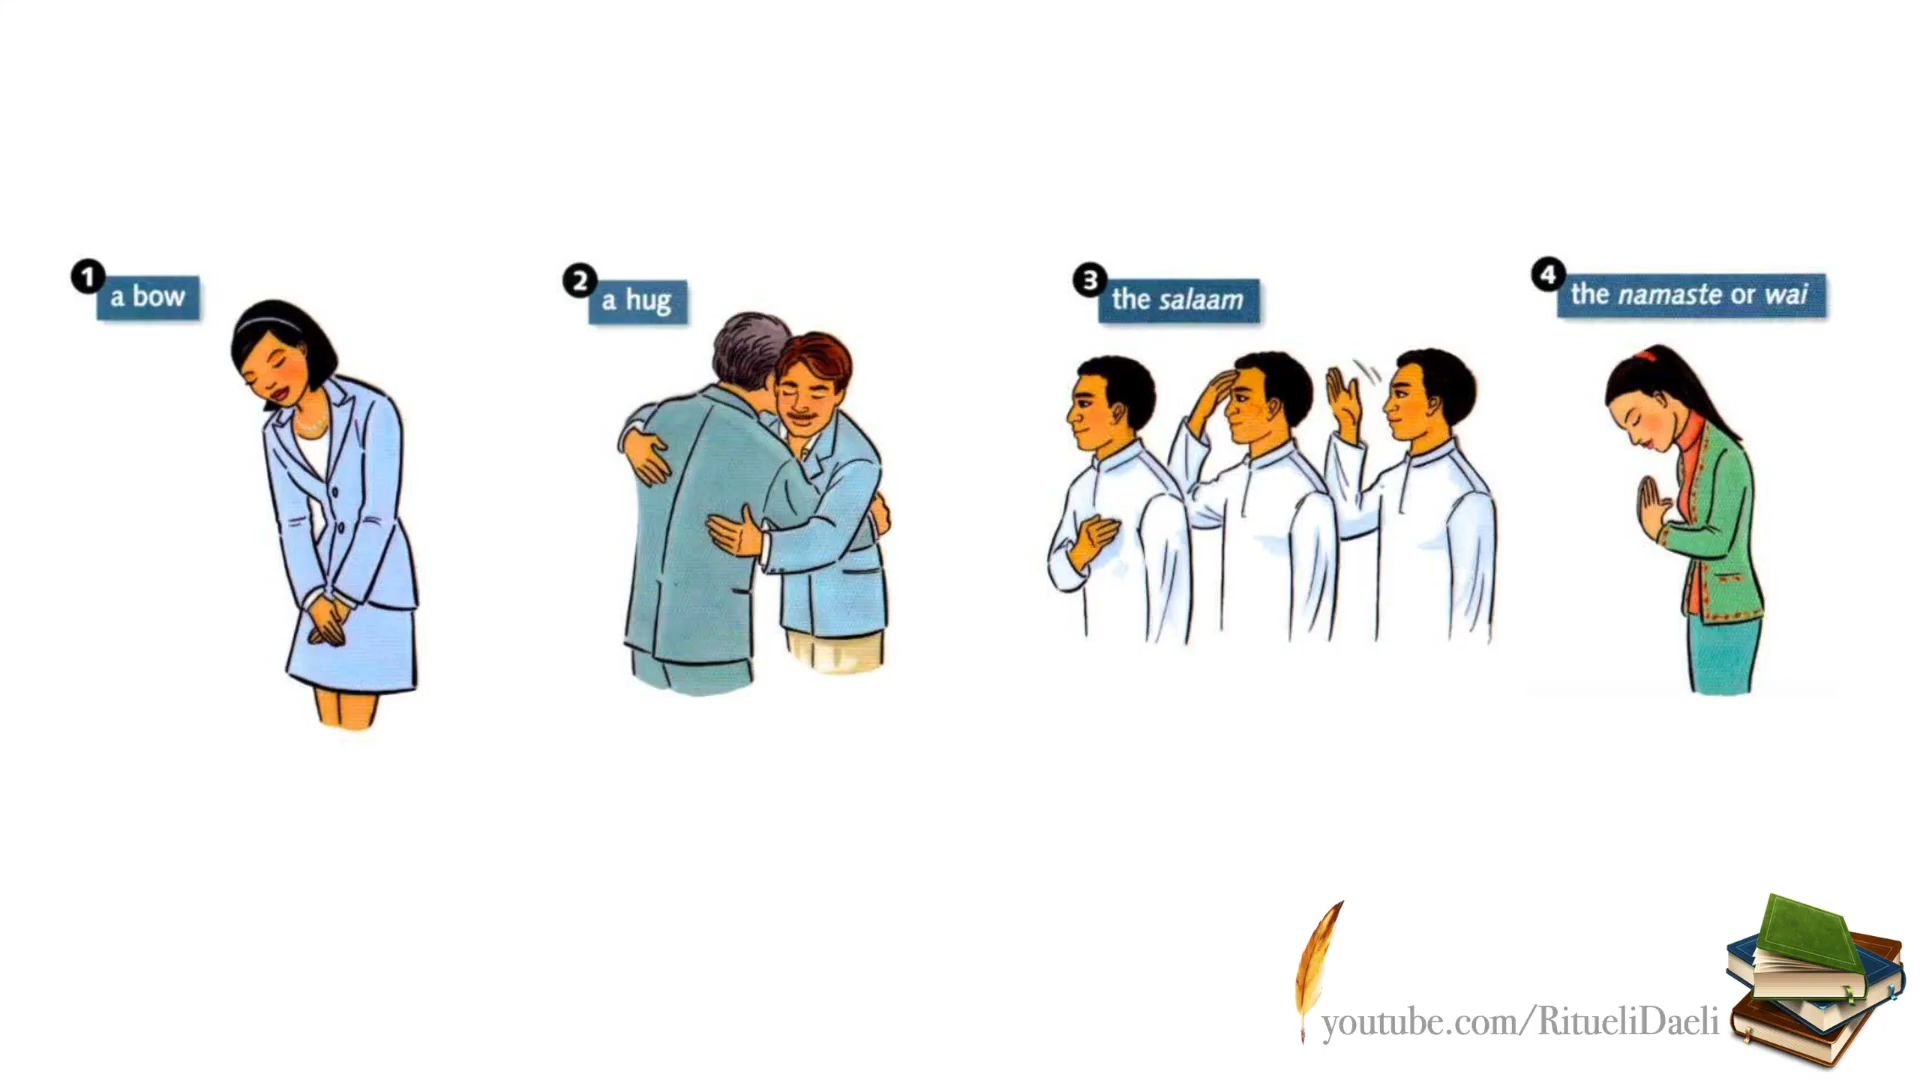 1 a bow
2 a hug
3 the salaam
4 the namaste or wai
youtube.com/RitueliDaeli